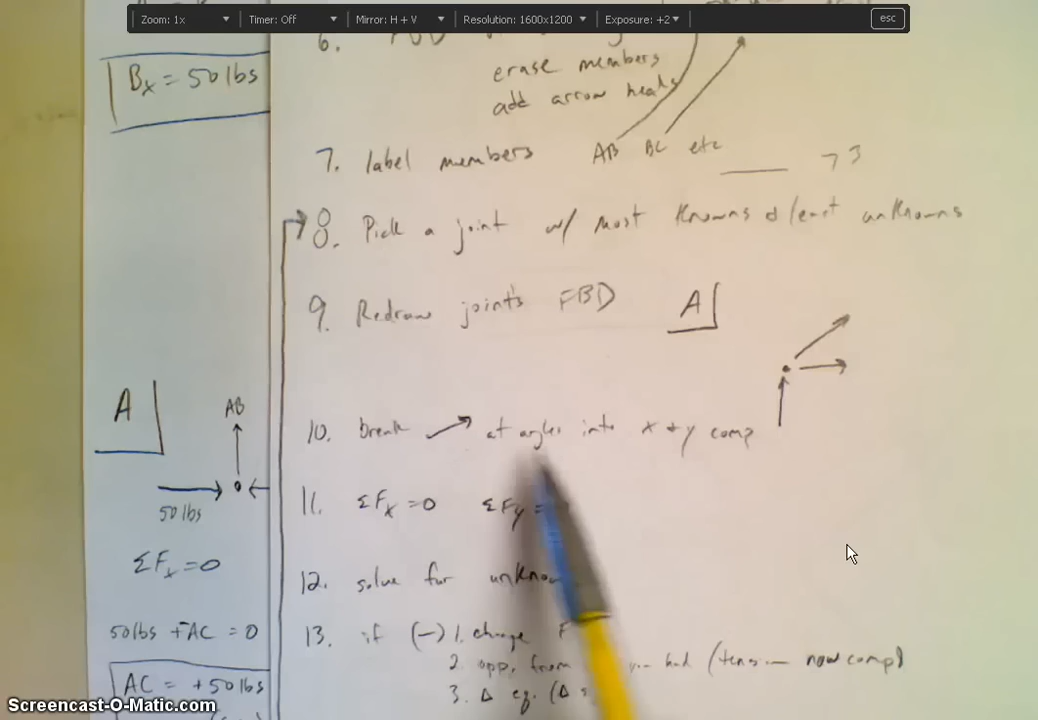 Zoom: 1x Timer: Off Mirror: H + V Resolution: 1600x1200 Exposure: +2 esc
6.
erase members
add arrow heads
7. label members AB BC etc
8. Pick a joint w/ most knowns & least unknowns
9. Redraw joint's FBD A
10. break at angles into x + y comp
11. ΣFx = 0 ΣFy =
12. solve for
13. if (-) 1. change F
2. opp. from you had (tension now comp)
3. Δ eq. (Δ
Bx = 50 lbs
A
AB
50 lbs
ΣFx = 0
50 lbs - AC = 0
AC = +50 lbs
Screencast-O-Matic.com